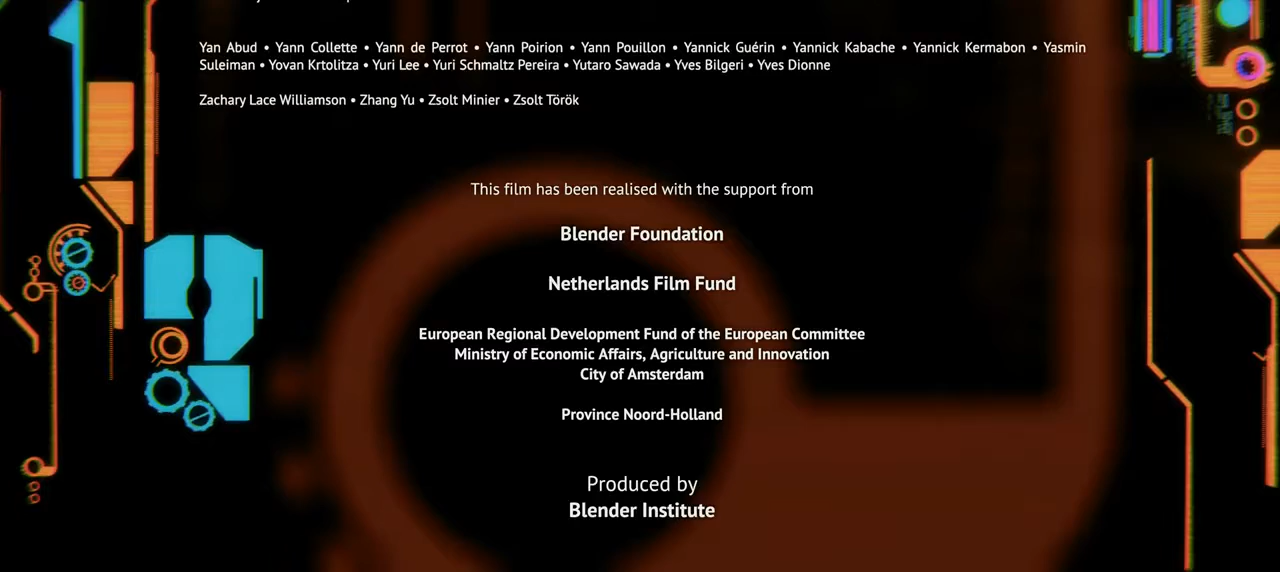 Yan Abud • Yann Collette • Yann de Perrot • Yann Poirion • Yann Pouillon • Yannick Guérin • Yannick Kabache • Yannick Kermabon • Yasmin
Suleiman • Yovan Krtolitza • Yuri Lee • Yuri Schmaltz Pereira • Yutaro Sawada • Yves Bilgeri • Yves Dionne
Zachary Lace Williamson • Zhang Yu • Zsolt Minier • Zsolt Török
This film has been realised with the support from
Blender Foundation
Netherlands Film Fund
European Regional Development Fund of the European Committee
Ministry of Economic Affairs, Agriculture and Innovation
City of Amsterdam
Province Noord-Holland
Produced by
Blender Institute